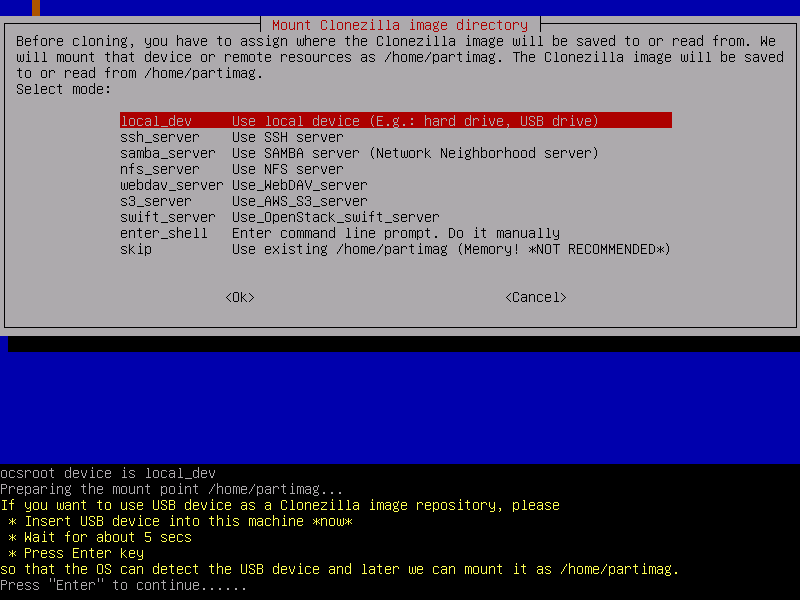 Mount Clonezilla image directory
Before cloning, you have to assign where the Clonezilla image will be saved to or read from. We
will mount that device or remote resources as /home/partimag. The Clonezilla image will be saved
to or read from /home/partimag.
Select mode:
local_dev Use local device (E.g.: hard drive, USB drive)
ssh_server Use SSH server
samba_server Use SAMBA server (Network Neighborhood server)
nfs_server Use NFS server
webdav_server Use_WebDAV_server
s3_server Use_AWS_S3_server
swift_server Use_OpenStack_swift_server
enter_shell Enter command line prompt. Do it manually
skip Use existing /home/partimag (Memory! *NOT RECOMMENDED*)
<Ok> <Cancel>
ocsroot device is local_dev
Preparing the mount point /home/partimag...
If you want to use USB device as a Clonezilla image repository, please
* Insert USB device into this machine *now*
* Wait for about 5 secs
* Press Enter key
so that the OS can detect the USB device and later we can mount it as /home/partimag.
Press "Enter" to continue......